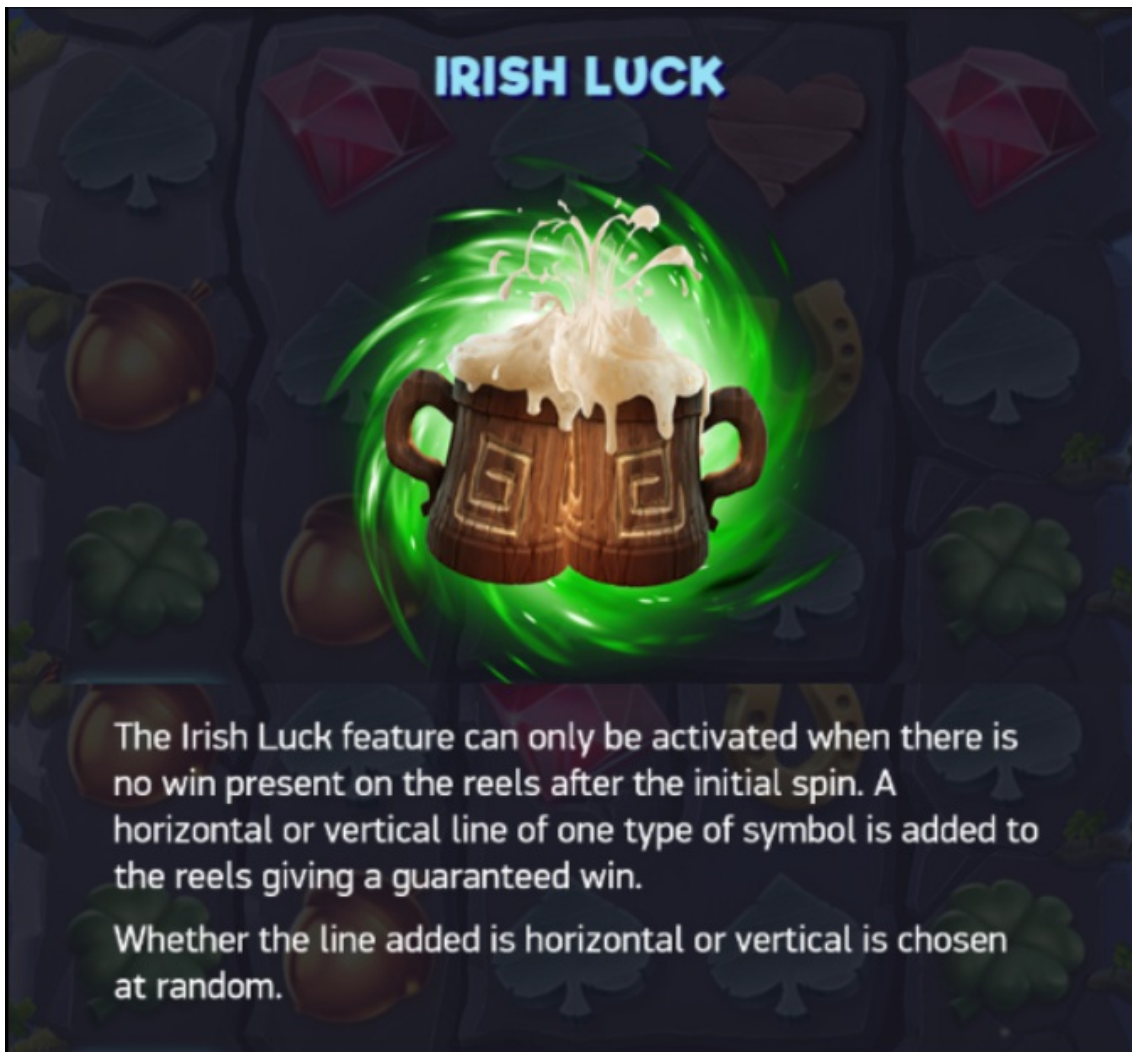 IRISH LUCK
The Irish Luck feature can only be activated when there is
no win present on the reels after the initial spin. A
horizontal or vertical line of one type of symbol is added to
the reels giving a guaranteed win.
Whether the line added is horizontal or vertical is chosen
at random.